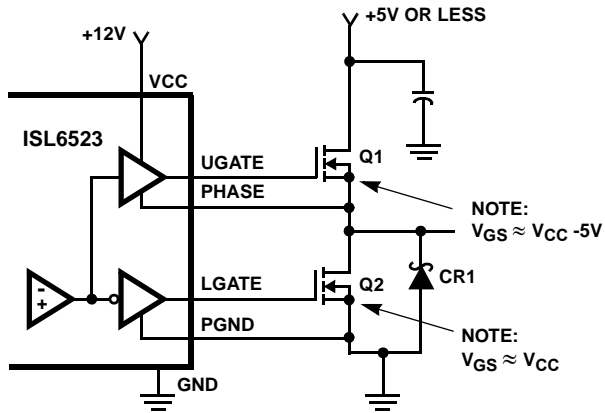 +5V OR LESS
+12V
VCC
ISL6523
UGATE
Q1
PHASE
NOTE:
VGS ≈ VCC -5V
- +
LGATE
Q2
CR1
PGND
NOTE:
VGS ≈ VCC
GND